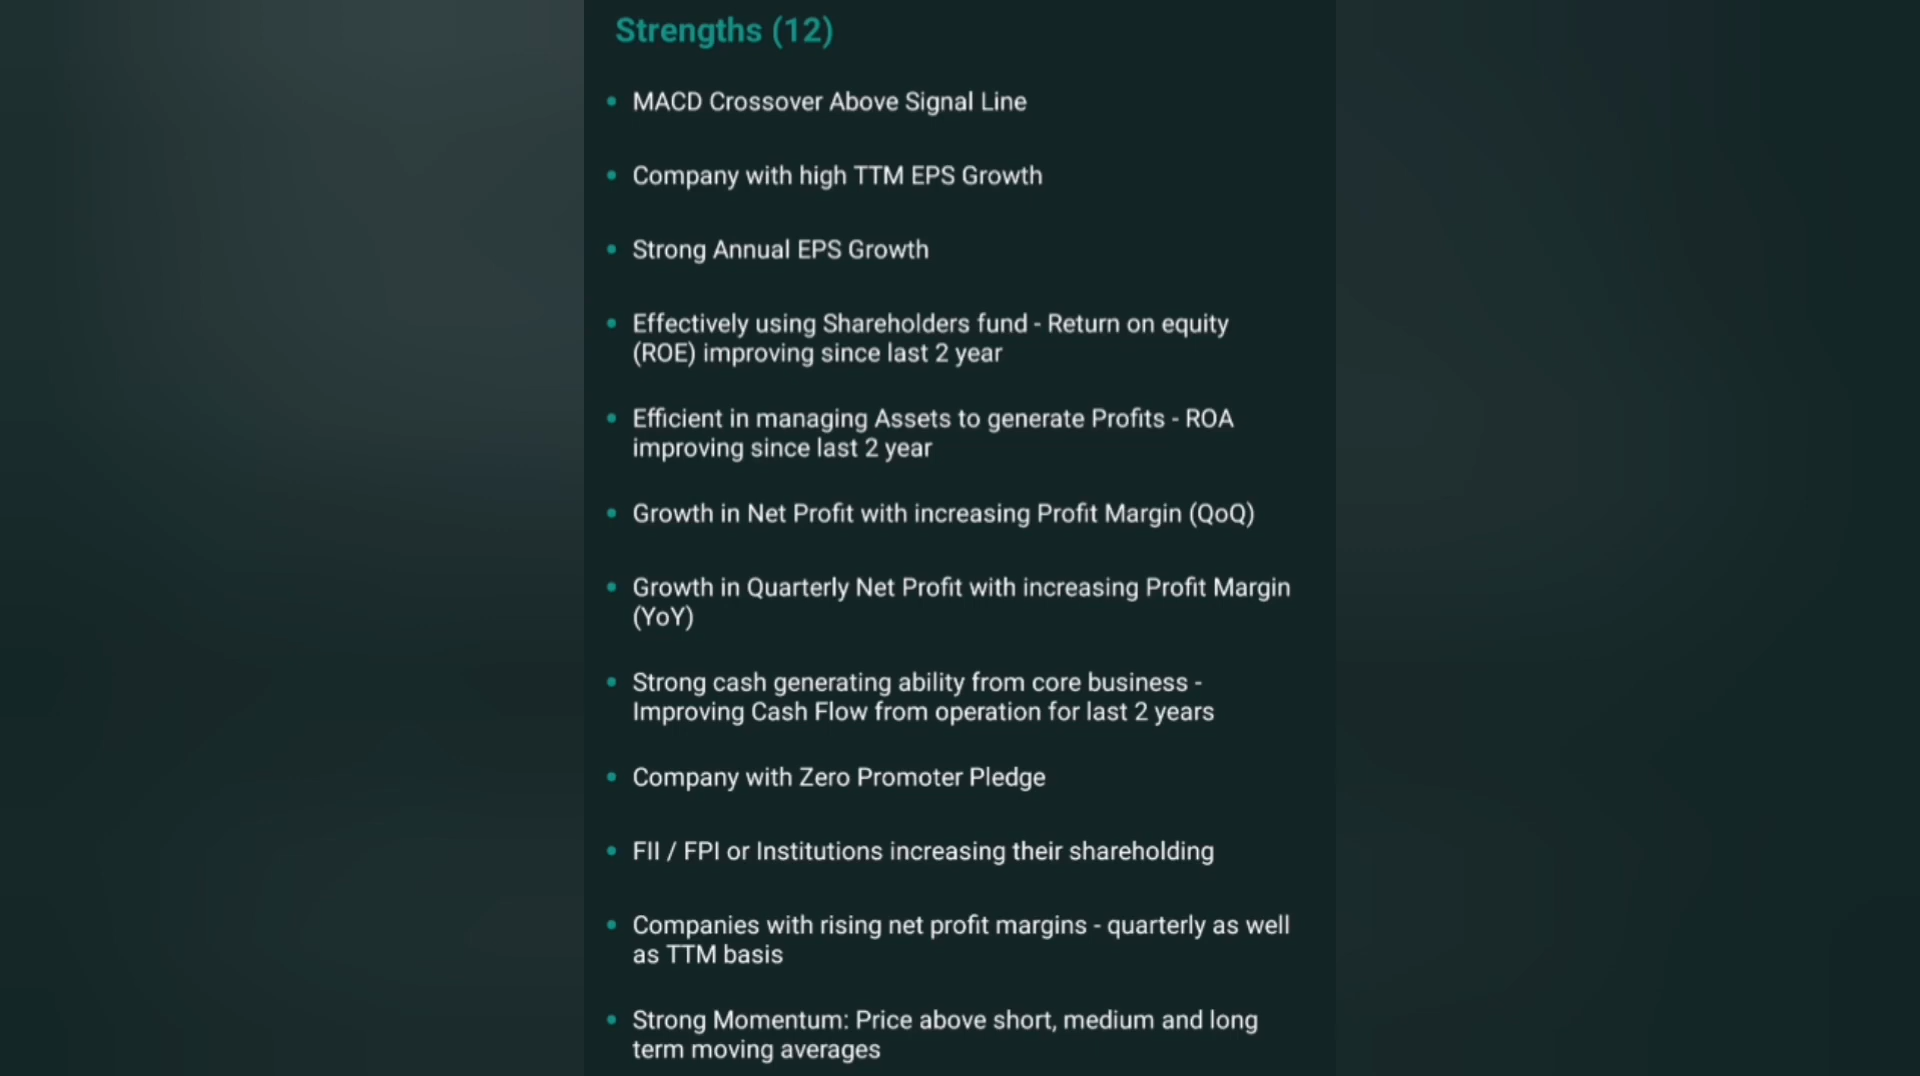 Strengths (12)
• MACD Crossover Above Signal Line
• Company with high TTM EPS Growth
• Strong Annual EPS Growth
• Effectively using Shareholders fund - Return on equity
(ROE) improving since last 2 year
• Efficient in managing Assets to generate Profits - ROA
improving since last 2 year
• Growth in Net Profit with increasing Profit Margin (QoQ)
• Growth in Quarterly Net Profit with increasing Profit Margin
(YoY)
• Strong cash generating ability from core business -
Improving Cash Flow from operation for last 2 years
• Company with Zero Promoter Pledge
• FII / FPI or Institutions increasing their shareholding
• Companies with rising net profit margins - quarterly as well
as TTM basis
• Strong Momentum: Price above short, medium and long
term moving averages